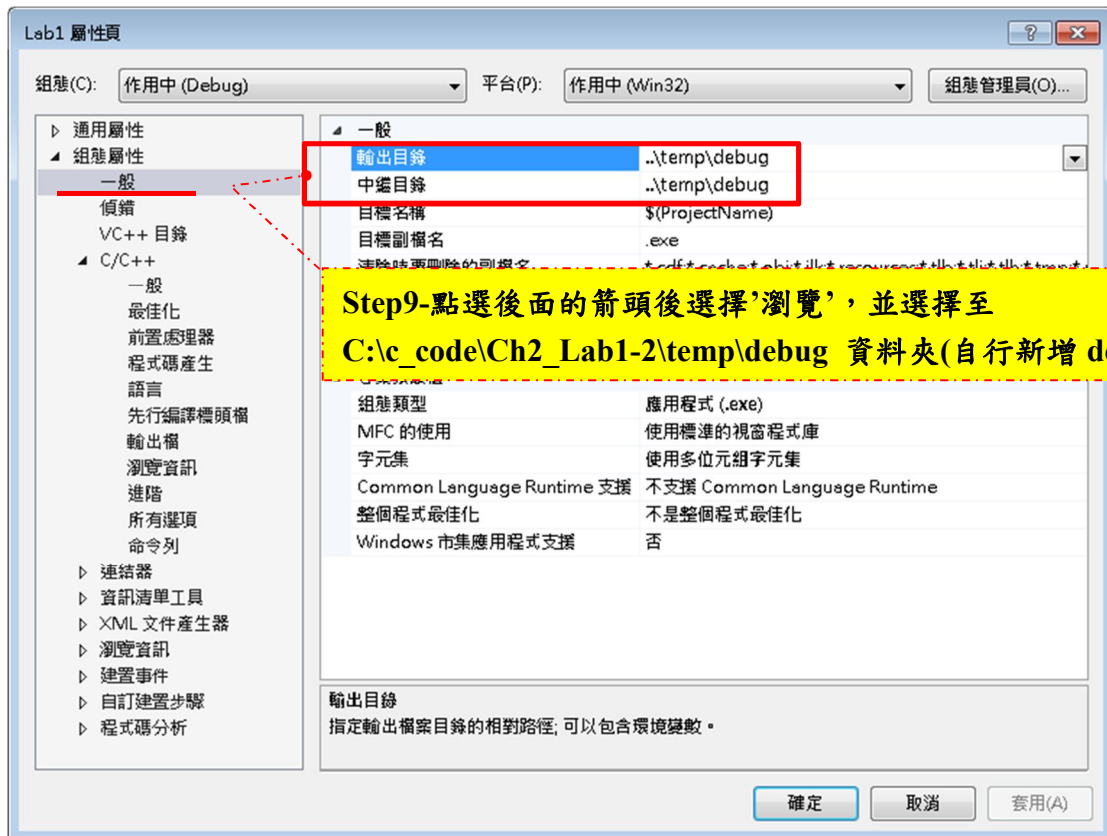 Lab1 屬性頁
組態(C): 作用中 (Debug) 平台(P): 作用中 (Win32) 組態管理員(O)...
通用屬性
組態屬性
一般
偵錯
VC++ 目錄
C/C++
一般
最佳化
前置處理器
程式碼產生
語言
先行編譯標頭檔
輸出檔
瀏覽資訊
進階
所有選項
命令列
連結器
資訊清單工具
XML 文件產生器
瀏覽資訊
建置事件
自訂建置步驟
程式碼分析
一般
輸出目錄 ..\temp\debug
中繼目錄 ..\temp\debug
目標名稱 $(ProjectName)
目標副檔名 .exe
清除時要刪除的副檔名
Step9-點選後面的箭頭後選擇’瀏覽’，並選擇至
C:\c_code\Ch2_Lab1-2\temp\debug 資料夾(自行新增 de
組態類型 應用程式 (.exe)
MFC 的使用 使用標準的視窗程式庫
字元集 使用多位元組字元集
Common Language Runtime 支援 不支援 Common Language Runtime
整個程式最佳化 不是整個程式最佳化
Windows 市集應用程式支援 否
輸出目錄
指定輸出檔案目錄的相對路徑; 可以包含環境變數。
確定 取消 套用(A)